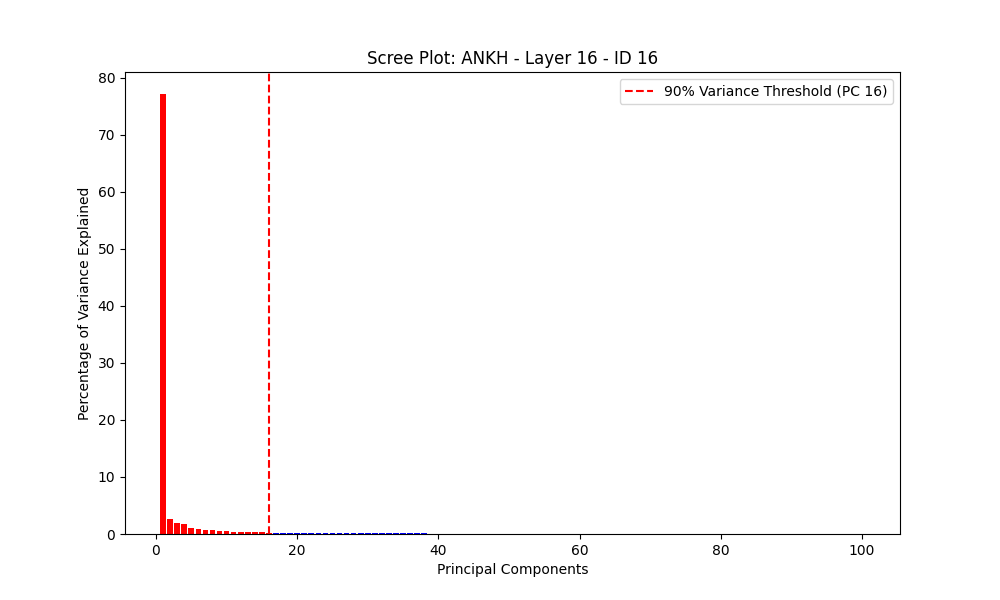 Scree Plot: ANKH - Layer 16 - ID 16
90% Variance Threshold (PC 16)
Percentage of Variance Explained
80
70
60
50
40
30
20
10
0
0 20 40 60 80 100
Principal Components